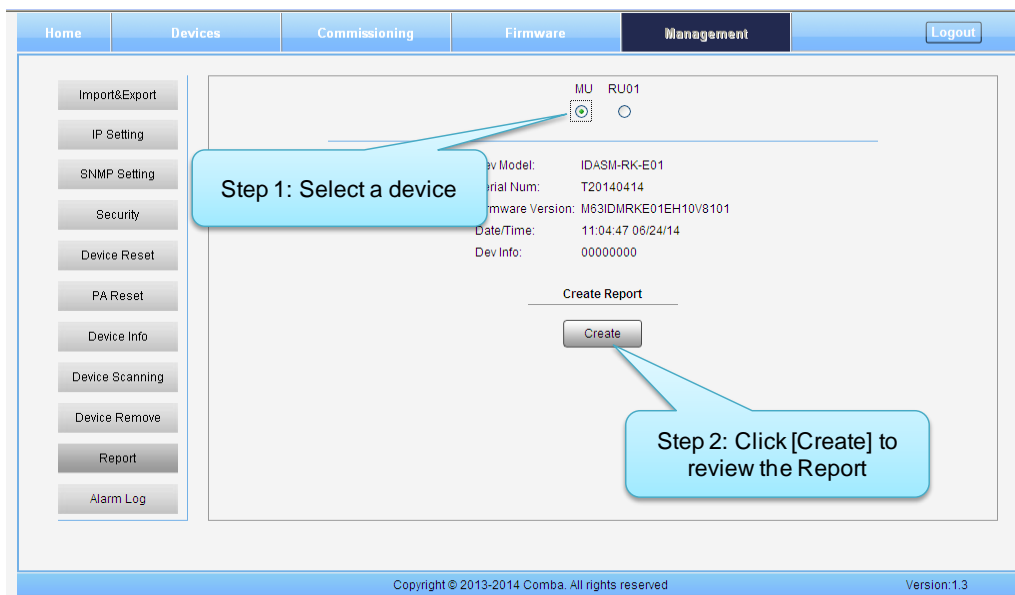 Home Devices Commissioning Firmware Management Logout
Import&Export
IP Setting
SNMP Setting
Security
Device Reset
PA Reset
Device Info
Device Scanning
Device Remove
Report
Alarm Log
MU RU01
Step 1: Select a device
ev Model: IDASM-RK-E01
erial Num: T20140414
rmware Version: M63IDMRKE01EH10V8101
Date/Time: 11:04:47 06/24/14
Dev Info: 00000000
Create Report
Create
Step 2: Click [Create] to
review the Report
Copyright © 2013-2014 Comba. All rights reserved Version:1.3